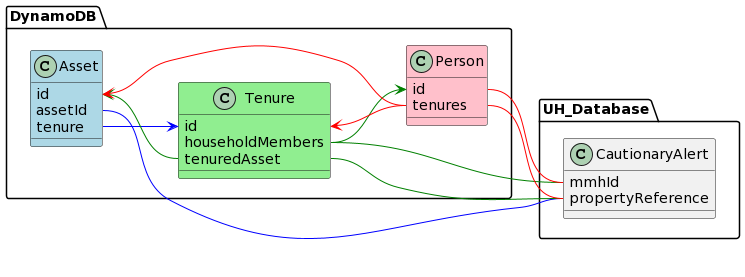 DynamoDB
C Asset
id
assetId
tenure
C Tenure
id
householdMembers
tenuredAsset
C Person
id
tenures
UH_Database
C CautionaryAlert
mmhId
propertyReference